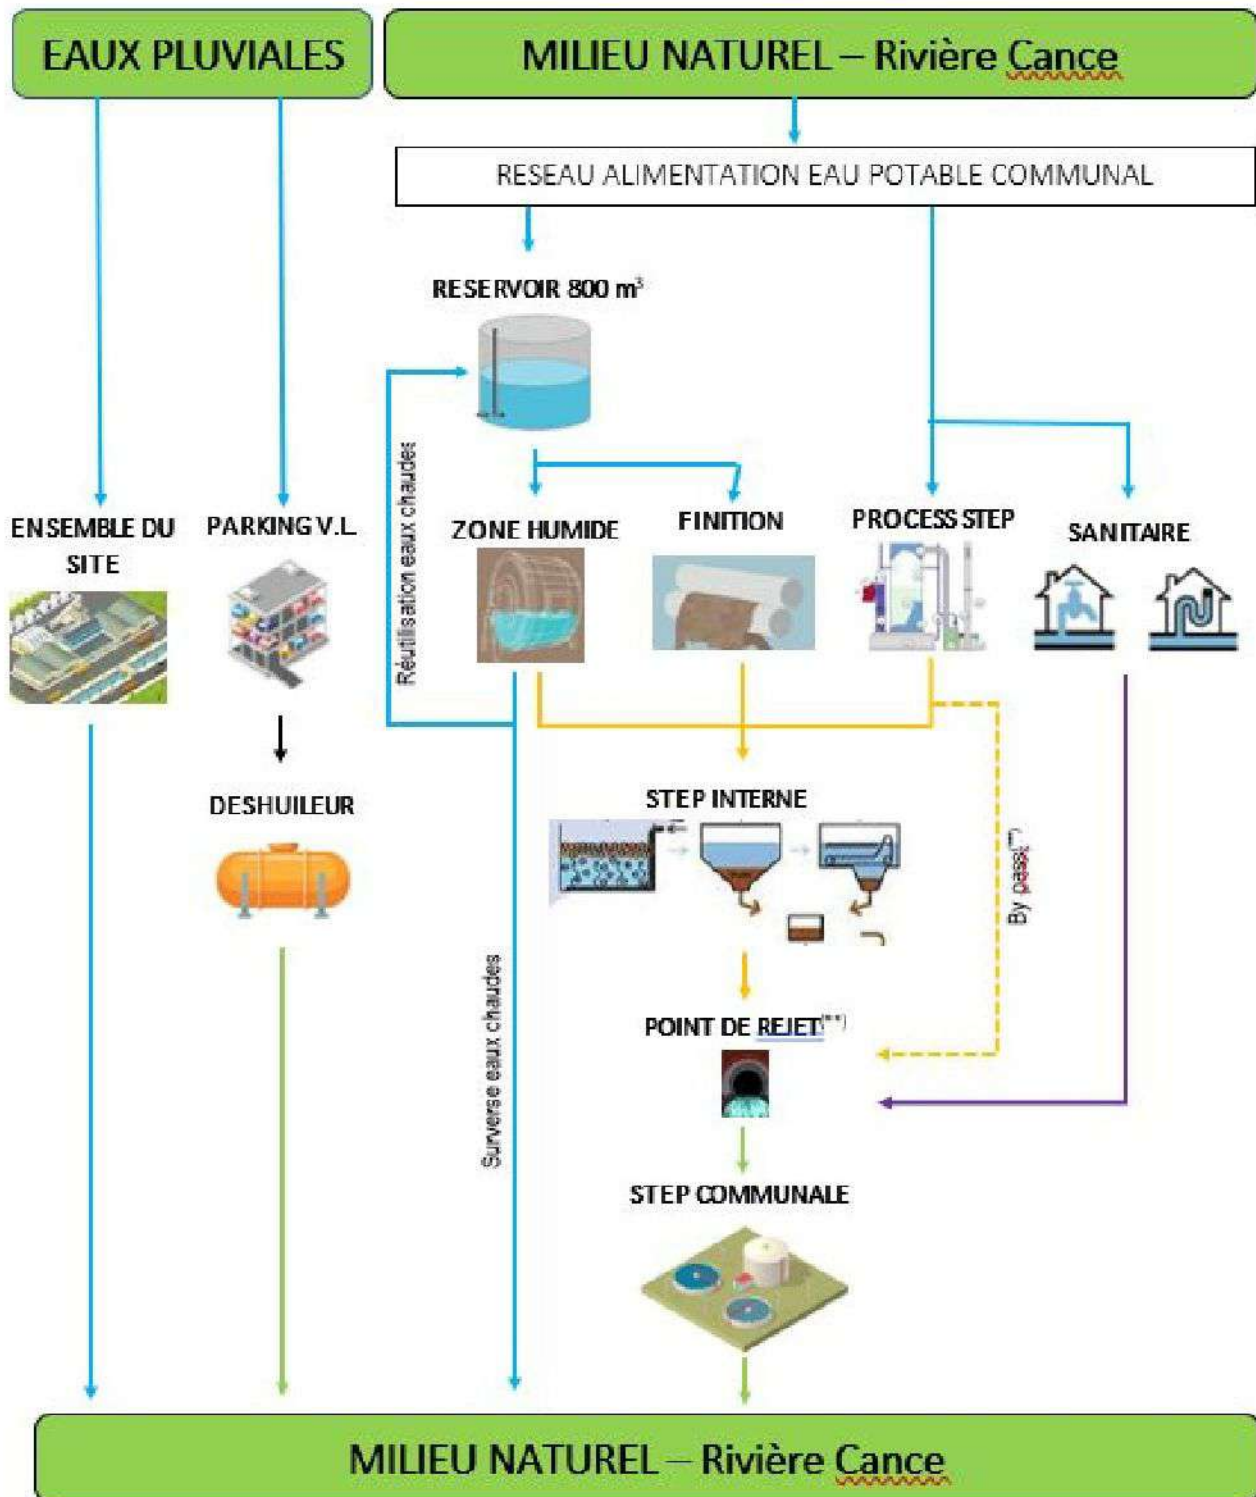 EAUX PLUVIALES
MILIEU NATUREL – Rivière Cance
RESEAU ALIMENTATION EAU POTABLE COMMUNAL
RESERVOIR 800 m³
Réutilisation eaux chaudes
ENSEMBLE DU
SITE
PARKING V.L.
ZONE HUMIDE
FINITION
PROCESS STEP
SANITAIRE
DESHUILEUR
STEP INTERNE
By pass(**)
POINT DE REJET(**)
Surverse eaux chaudes
STEP COMMUNALE
MILIEU NATUREL – Rivière Cance